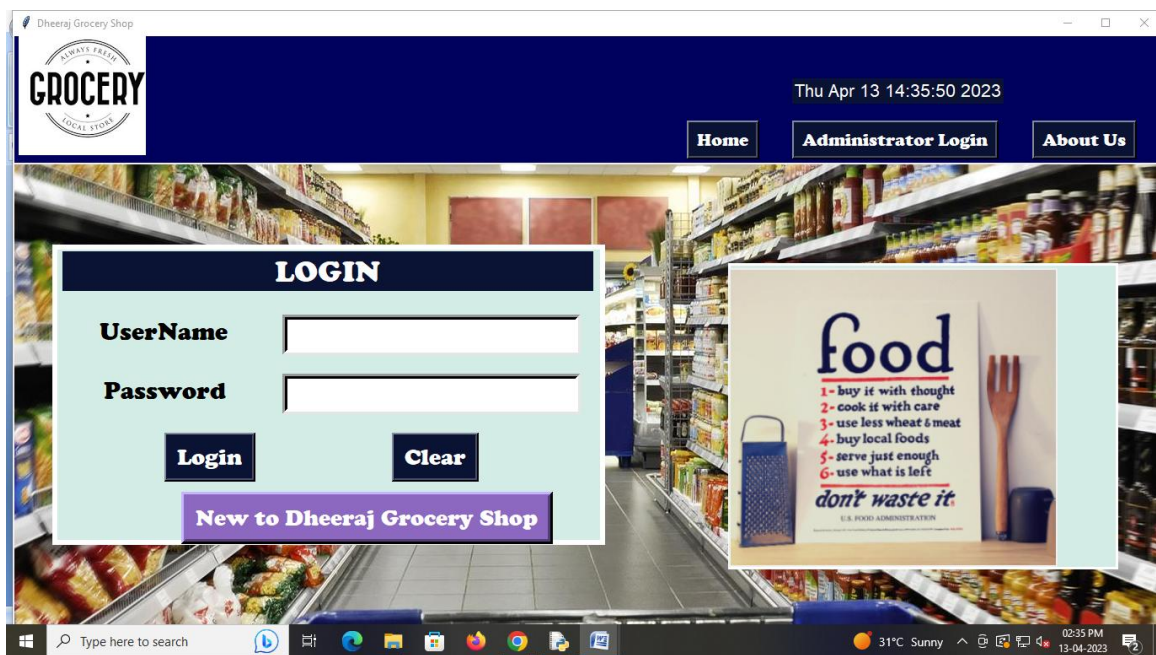 Dheeraj Grocery Shop
ALWAYS FRESH
GROCERY
LOCAL STORE
Thu Apr 13 14:35:50 2023
Home
Administrator Login
About Us
LOGIN
UserName
Password
Login
Clear
New to Dheeraj Grocery Shop
food
1- buy it with thought
2- cook it with care
3- use less wheat & meat
4- buy local foods
5- serve just enough
6- use what is left
don't waste it.
U.S. FOOD ADMINISTRATION
Type here to search
31°C Sunny
02:35 PM
13-04-2023
2